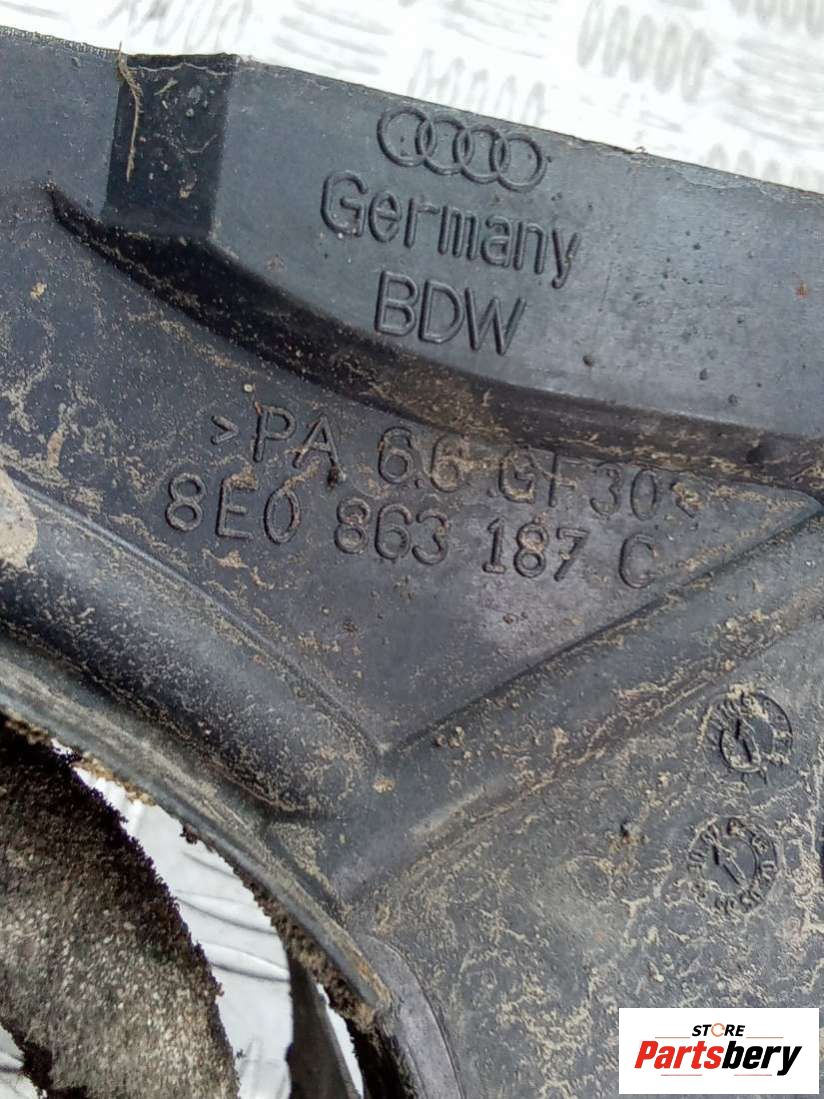 Germany
BDW
>PA 6.6 GF30<
8E0 863 187 C
STORE
Partsbery